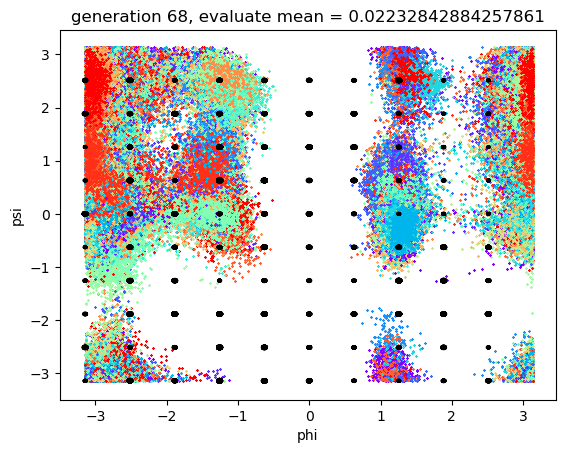 generation 68, evaluate mean = 0.02232842884257861
3
2
1
0
−1
−2
−3
psi
−3 −2 −1 0 1 2 3
phi